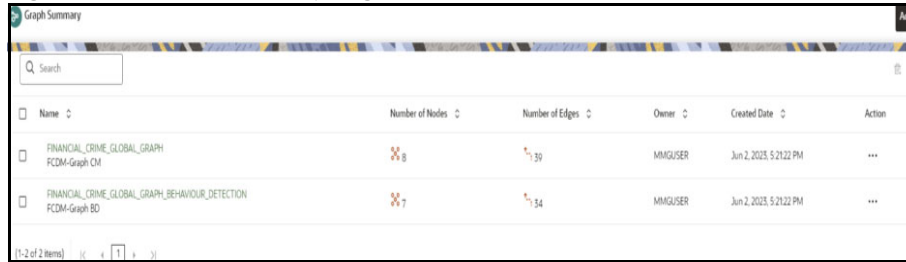 Graph Summary
Search
Name Number of Nodes Number of Edges Owner Created Date Action
FINANCIAL_CRIME_GLOBAL_GRAPH
FCDM-Graph CM
8 39 MMGUSER Jun 2, 2023, 5:21:22 PM ...
FINANCIAL_CRIME_GLOBAL_GRAPH_BEHAVIOUR_DETECTION
FCDM-Graph BD
7 34 MMGUSER Jun 2, 2023, 5:21:22 PM ...
(1-2 of 2 items) 1